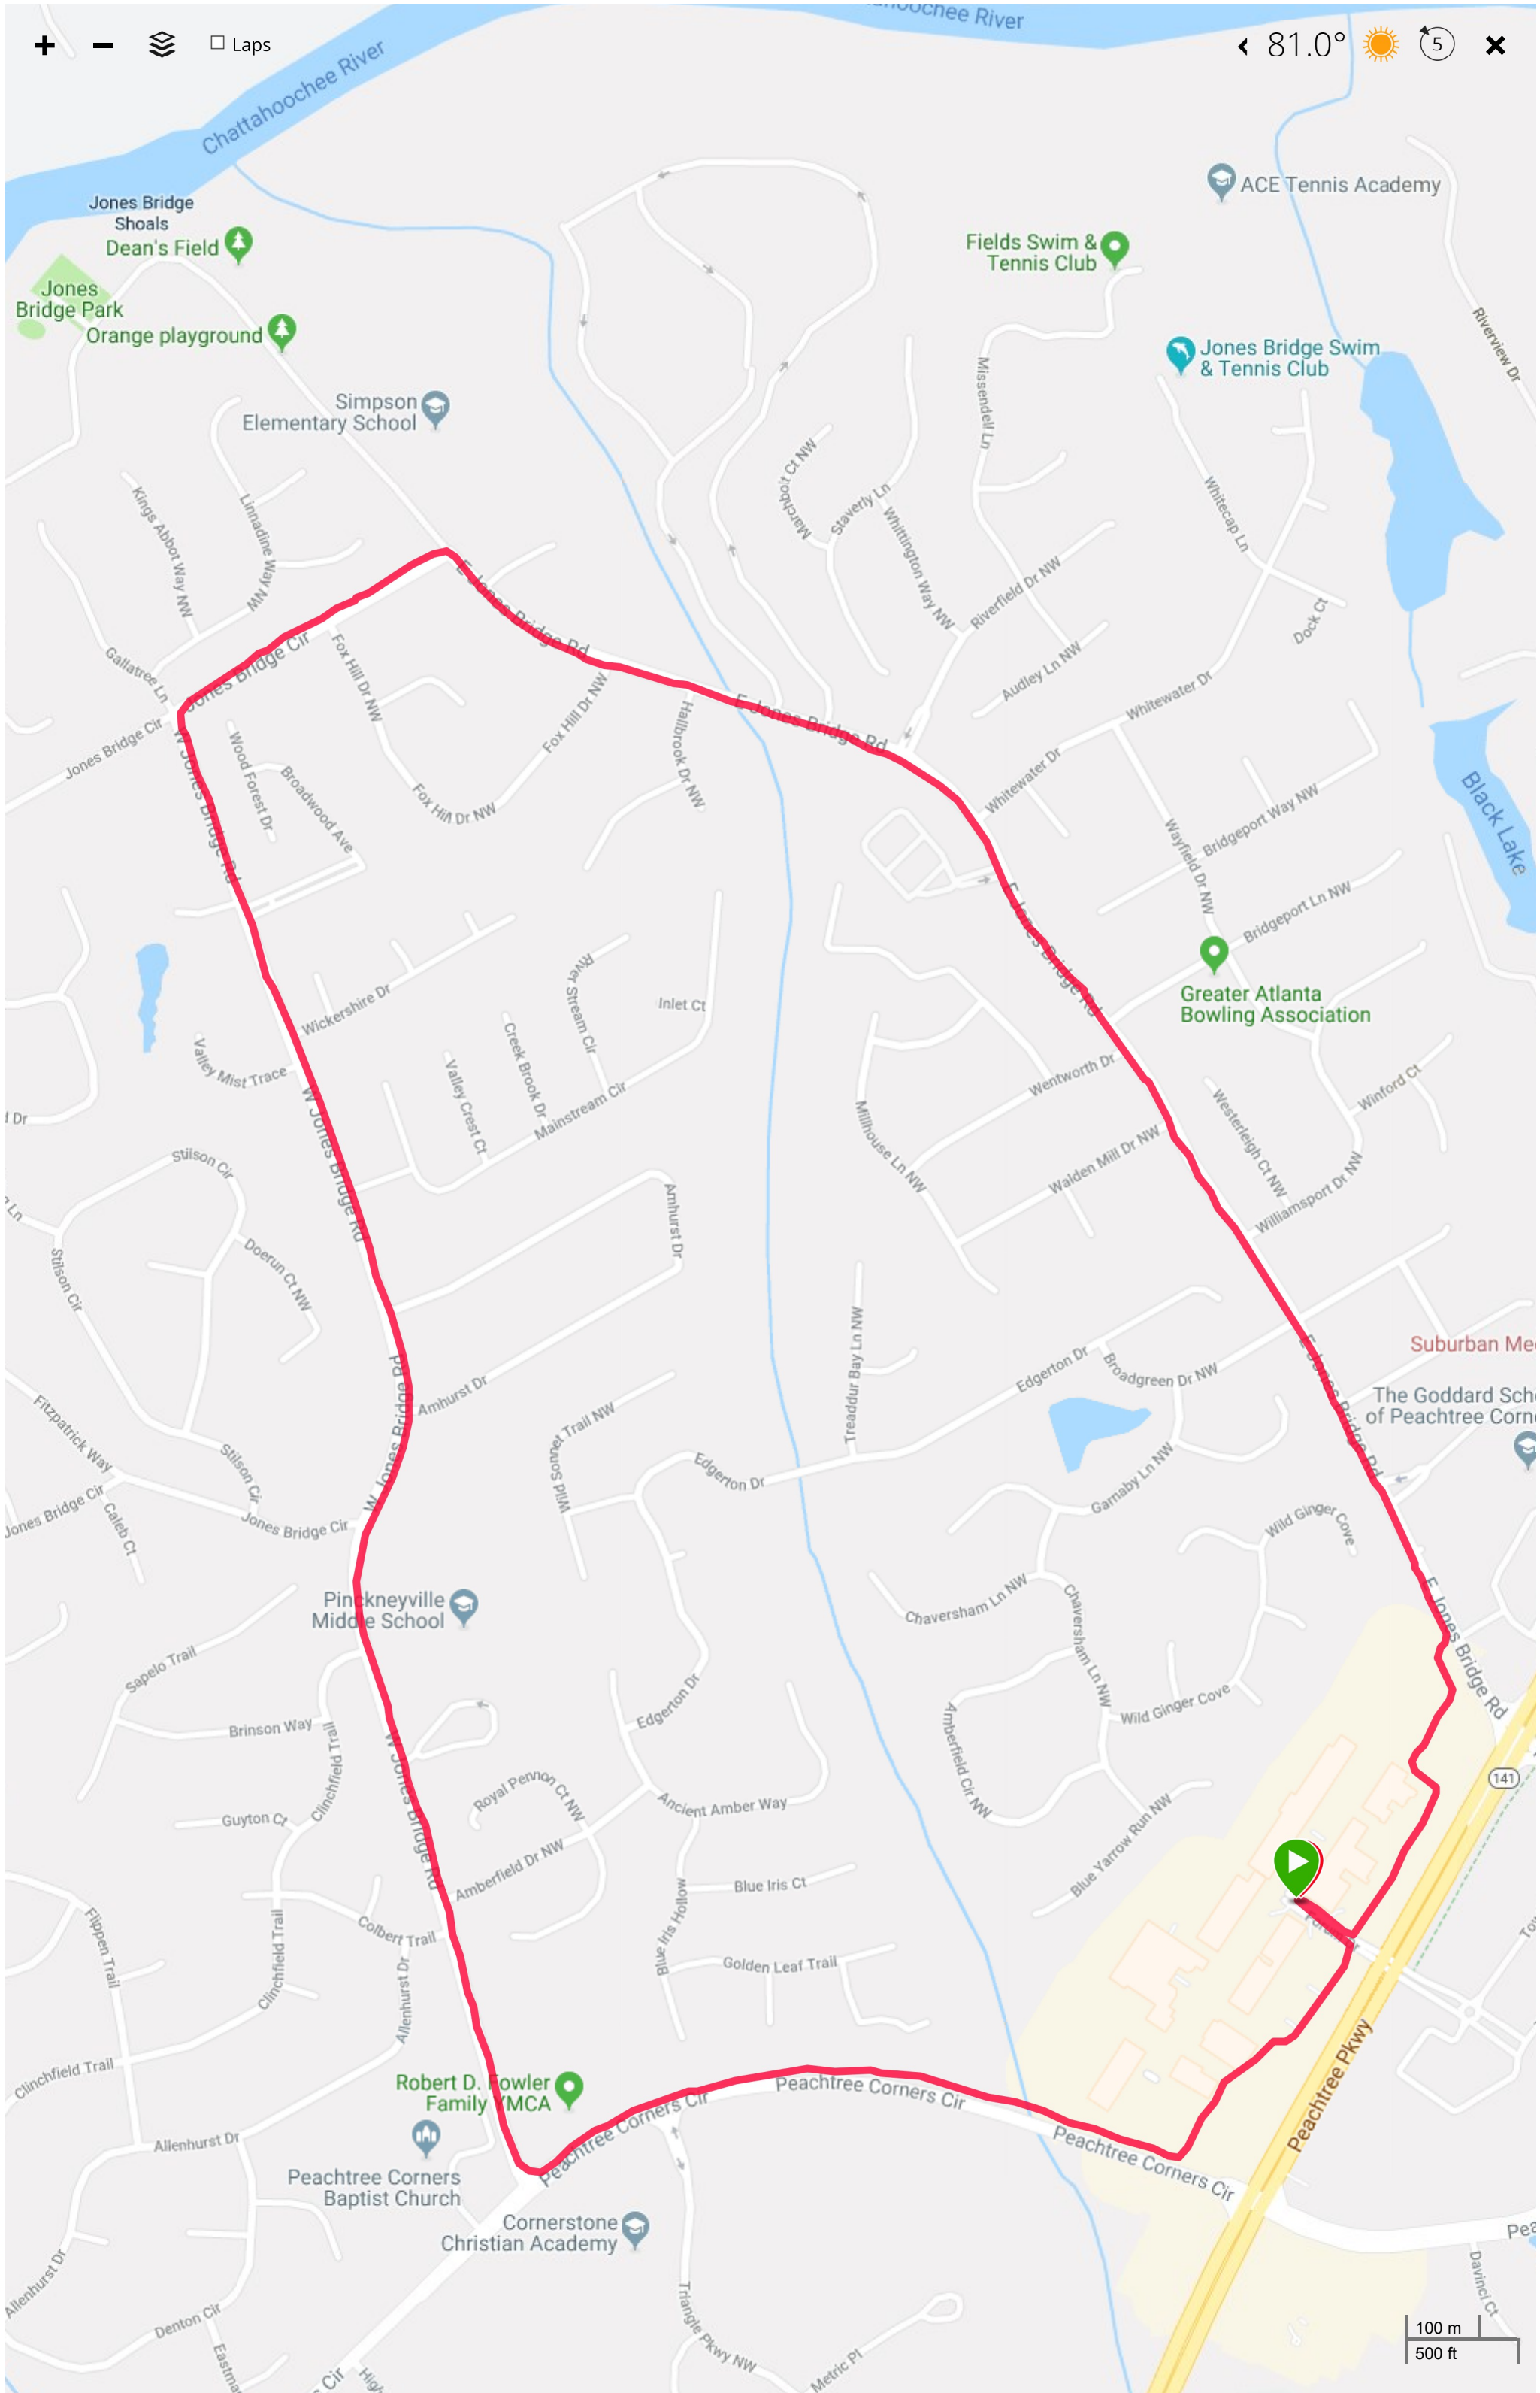 Laps
81.0°
5
Chattahoochee River
hoochee River
Jones Bridge
Shoals
Dean's Field
Jones
Bridge Park
Orange playground
Simpson
Elementary School
ACE Tennis Academy
Fields Swim &
Tennis Club
Jones Bridge Swim
& Tennis Club
Riverview Dr
Missendell Ln
Marchbolt Ct NW
Staverly Ln
Whittington Way NW
Whitecap Ln
Kings Abbot Way NW
Linnadine Way NW
Riverfield Dr NW
Dock Ct
E Jones Bridge Rd
Gallatree Ln
Jones Bridge Cir
Jones Bridge Cir
Fox Hill Dr NW
Fox Hill Dr NW
Fox Hill Dr NW
Hallbrook Dr NW
Audley Ln NW
Whitewater Dr
E Jones Bridge Rd
W Jones Bridge Rd
Wood Forest Dr
Broadwood Ave
Whitewater Dr
Wayfield Dr NW
Bridgeport Way NW
Black Lake
Bridgeport Ln NW
E Jones Bridge Rd
Greater Atlanta
Bowling Association
River Stream Cir
Inlet Ct
Wickershire Dr
Valley Mist Trace
Creek Brook Dr
Valley Crest Ct
Mainstream Cir
Wentworth Dr
Winford Ct
d Dr
W Jones Bridge Rd
Millhouse Ln NW
Walden Mill Dr NW
Westerleigh Ct NW
Williamsport Dr NW
Stilson Cir
Ln
Amhurst Dr
Doerun Ct NW
Stilson Cir
Treaddur Bay Ln NW
Edgerton Dr
Broadgreen Dr NW
E Jones Bridge Rd
Suburban Me
The Goddard Sch
of Peachtree Corn
W Jones Bridge Rd
Amhurst Dr
Fitzpatrick Way
Stilson Cir
Wild Sonnet Trail NW
Edgerton Dr
Garnaby Ln NW
Jones Bridge Cir
Caleb Ct
Jones Bridge Cir
Wild Ginger Cove
Pinckneyville
Middle School
Chaversham Ln NW
Chaversham Ln NW
E Jones Bridge Rd
Sapelo Trail
Brinson Way
Clinchfield Trail
Edgerton Dr
Wild Ginger Cove
Amberfield Cir NW
W Jones Bridge Rd
141
Royal Pennon Ct NW
Ancient Amber Way
Guyton Ct
Blue Yarrow Run NW
Amberfield Dr NW
Blue Iris Ct
Flippen Trail
Clinchfield Trail
Colbert Trail
Blue Iris Hollow
Golden Leaf Trail
Allenhurst Dr
Clinchfield Trail
Robert D. Fowler
Family YMCA
Peachtree Corners Cir
Peachtree Corners Cir
Peachtree Corners Cir
Peachtree Pkwy
Allenhurst Dr
Peachtree Corners
Baptist Church
Cornerstone
Christian Academy
Pea
Davinci Ct
Allenhurst Dr
Denton Cir
Eastma
Cir
High
Triangle Pkwy NW
Metric Pl
100 m
500 ft